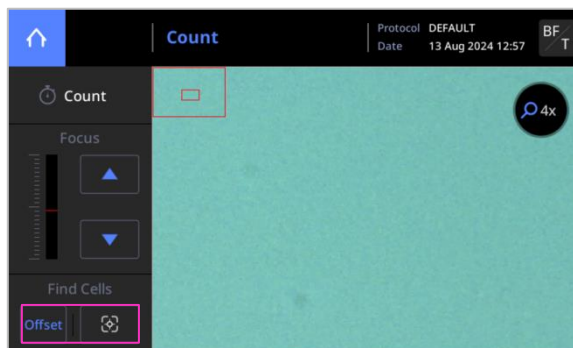 Count
Protocol DEFAULT
Date 13 Aug 2024 12:57
BF
T
Count
4x
Focus
Find Cells
Offset